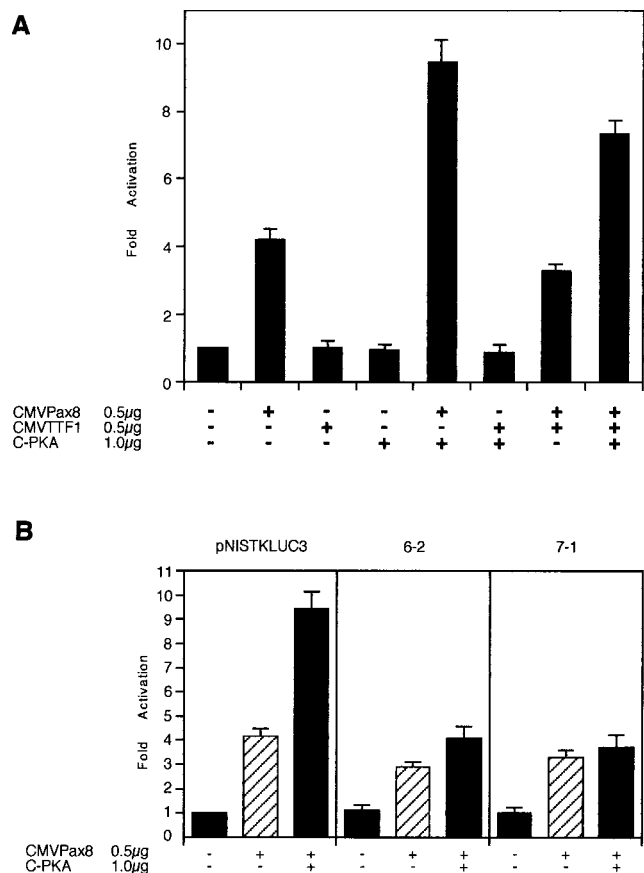 A
Fold Activation
10
8
6
4
2
0
CMVPax8 0.5µg - + - - + - + +
CMVTTF1 0.5µg - - + - - + + +
C-PKA 1.0µg - - - + + + - +
B
pNISTKLUC3 6-2 7-1
Fold Activation
11
10
9
8
7
6
5
4
3
2
1
0
CMVPax8 0.5µg - + + - + + - + +
C-PKA 1.0µg - - + - - + - - +